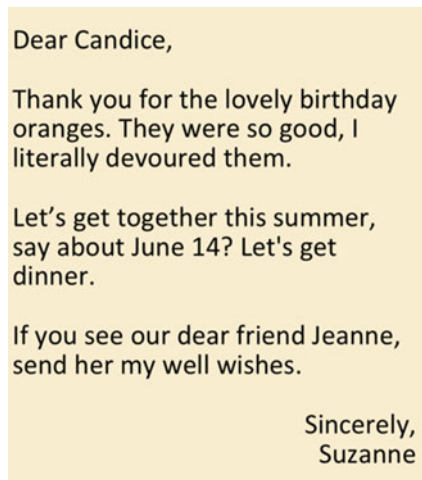 Dear Candice,
Thank you for the lovely birthday
oranges. They were so good, I
literally devoured them.
Let’s get together this summer,
say about June 14? Let's get
dinner.
If you see our dear friend Jeanne,
send her my well wishes.
Sincerely,
Suzanne